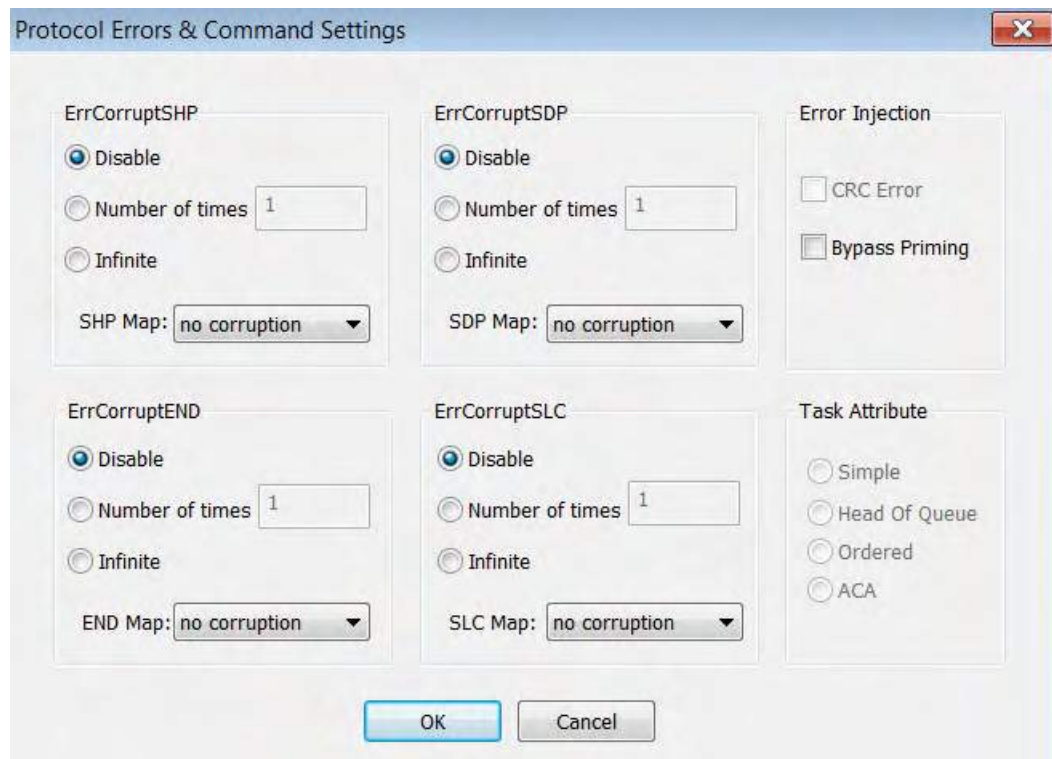 Protocol Errors & Command Settings
ErrCorruptSHP
Disable
Number of times 1
Infinite
SHP Map: no corruption
ErrCorruptSDP
Disable
Number of times 1
Infinite
SDP Map: no corruption
Error Injection
CRC Error
Bypass Priming
ErrCorruptEND
Disable
Number of times 1
Infinite
END Map: no corruption
ErrCorruptSLC
Disable
Number of times 1
Infinite
SLC Map: no corruption
Task Attribute
Simple
Head Of Queue
Ordered
ACA
OK
Cancel